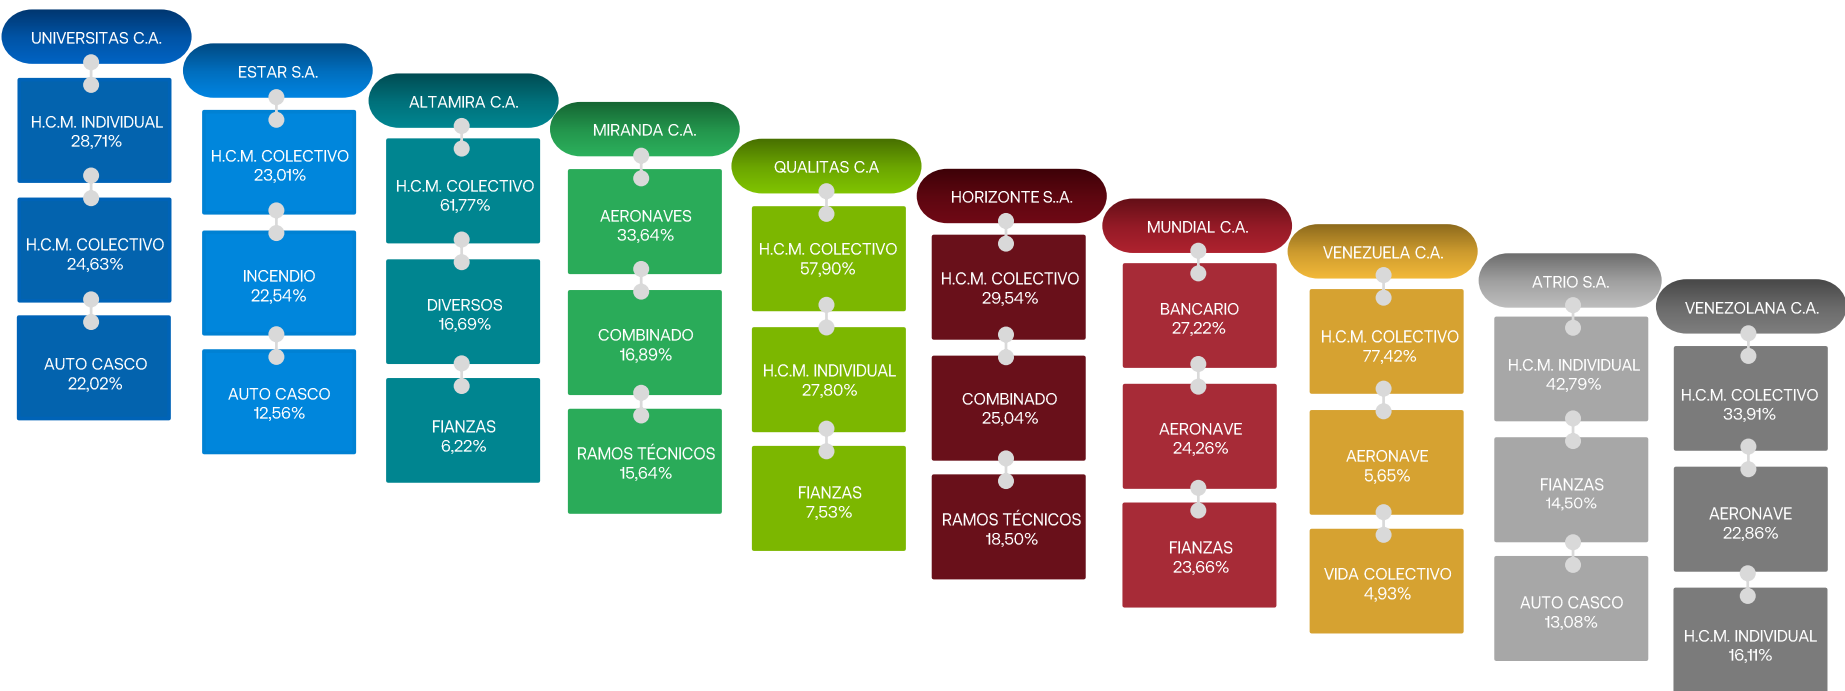 UNIVERSITAS C.A.
H.C.M. INDIVIDUAL
28,71%
H.C.M. COLECTIVO
24,63%
AUTO CASCO
22,02%
ESTAR S.A.
H.C.M. COLECTIVO
23,01%
INCENDIO
22,54%
AUTO CASCO
12,56%
ALTAMIRA C.A.
H.C.M. COLECTIVO
61,77%
DIVERSOS
16,69%
FIANZAS
6,22%
MIRANDA C.A.
AERONAVES
33,64%
COMBINADO
16,89%
RAMOS TÉCNICOS
15,64%
QUALITAS C.A
H.C.M. COLECTIVO
57,90%
H.C.M. INDIVIDUAL
27,80%
FIANZAS
7,53%
HORIZONTE S..A.
H.C.M. COLECTIVO
29,54%
COMBINADO
25,04%
RAMOS TÉCNICOS
18,50%
MUNDIAL C.A.
BANCARIO
27,22%
AERONAVE
24,26%
FIANZAS
23,66%
VENEZUELA C.A.
H.C.M. COLECTIVO
77,42%
AERONAVE
5,65%
VIDA COLECTIVO
4,93%
ATRIO S.A.
H.C.M. INDIVIDUAL
42,79%
FIANZAS
14,50%
AUTO CASCO
13,08%
VENEZOLANA C.A.
H.C.M. COLECTIVO
33,91%
AERONAVE
22,86%
H.C.M. INDIVIDUAL
16,11%